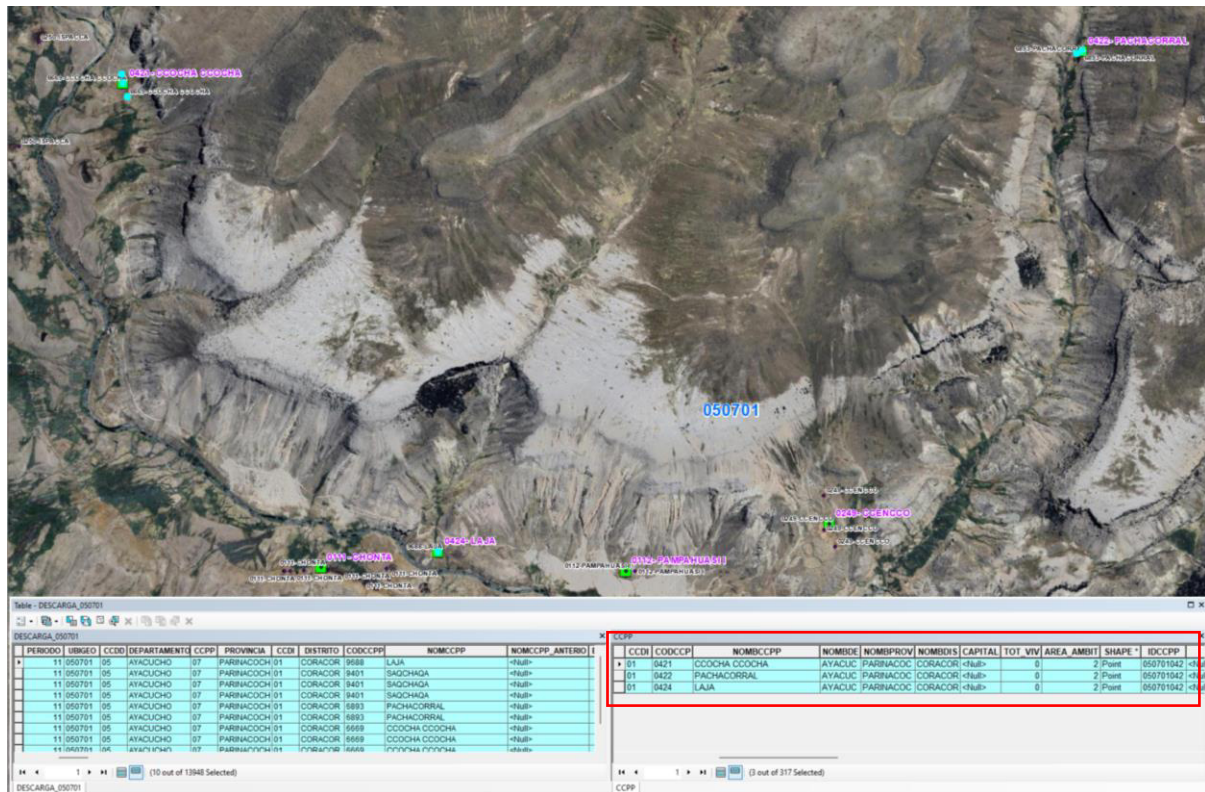 0422- PACHACORRAL
0421- CCOCHA CCOCHA
050701
0249- CCENCCO
0424- LAJA
0111- CHONTA
0112- PAMPAHUASI I
0112-PAMPAHUASI I
0111-CHONTA
Table - DESCARGA_050701
DESCARGA_050701
PERIODO UBIGEO CCDD DEPARTAMENTO CCPP PROVINCIA CCDI DISTRITO CODCCPP NOMCCPP NOMCCPP_ANTERIO
11 050701 05 AYACUCHO 07 PARINACOCH 01 CORACOR 9688 LAJA <Null>
11 050701 05 AYACUCHO 07 PARINACOCH 01 CORACOR 9401 SAQCHAQA <Null>
11 050701 05 AYACUCHO 07 PARINACOCH 01 CORACOR 9401 SAQCHAQA <Null>
11 050701 05 AYACUCHO 07 PARINACOCH 01 CORACOR 9401 SAQCHAQA <Null>
11 050701 05 AYACUCHO 07 PARINACOCH 01 CORACOR 6893 PACHACORRAL <Null>
11 050701 05 AYACUCHO 07 PARINACOCH 01 CORACOR 6893 PACHACORRAL <Null>
11 050701 05 AYACUCHO 07 PARINACOCH 01 CORACOR 6669 CCOCHA CCOCHA <Null>
11 050701 05 AYACUCHO 07 PARINACOCH 01 CORACOR 6669 CCOCHA CCOCHA <Null>
1 (10 out of 13948 Selected)
DESCARGA_050701
CCPP
CCDI CODCCP NOMBCCPP NOMBDE NOMBPROV NOMBDIS CAPITAL TOT_VIV AREA_AMBIT SHAPE * IDCCPP
01 0421 CCOCHA CCOCHA AYACUC PARINACOC CORACOR <Null> 0 2 Point 050701042
01 0422 PACHACORRAL AYACUC PARINACOC CORACOR <Null> 0 2 Point 050701042
01 0424 LAJA AYACUC PARINACOC CORACOR <Null> 0 2 Point 050701042
1 (3 out of 317 Selected)
CCPP